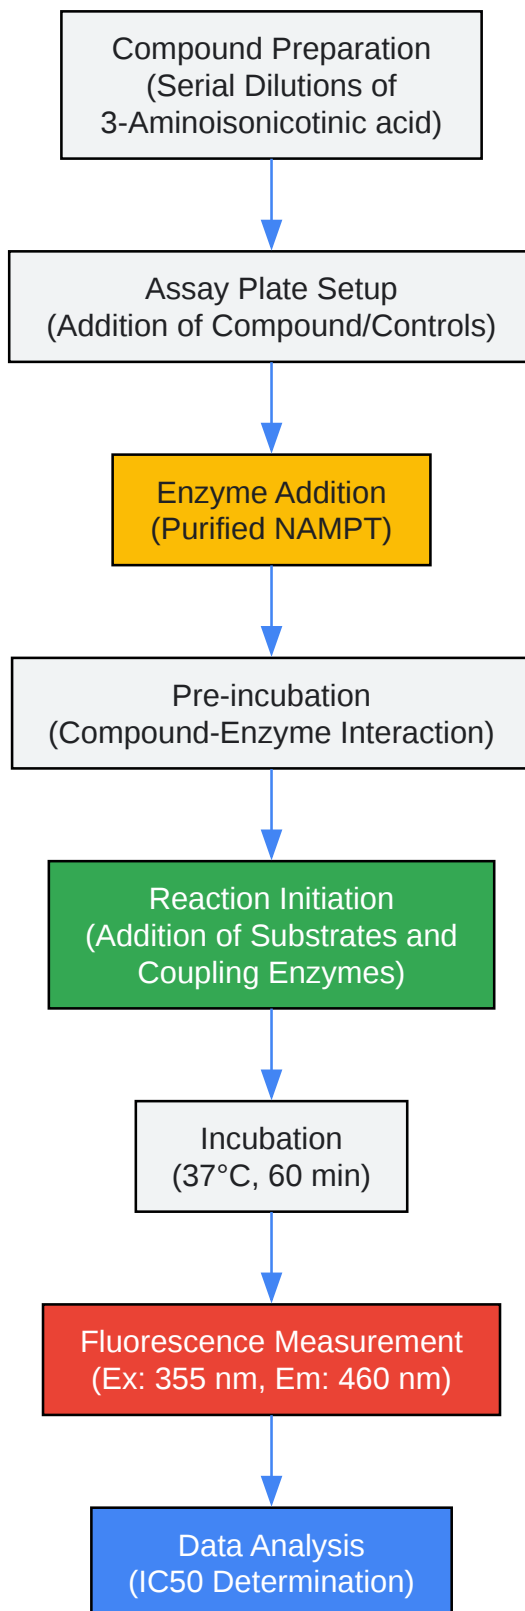 Compound Preparation
(Serial Dilutions of
3-Aminoisonicotinic acid)
Assay Plate Setup
(Addition of Compound/Controls)
Enzyme Addition
(Purified NAMPT)
Pre-incubation
(Compound-Enzyme Interaction)
Reaction Initiation
(Addition of Substrates and
Coupling Enzymes)
Incubation
(37°C, 60 min)
Fluorescence Measurement
(Ex: 355 nm, Em: 460 nm)
Data Analysis
(IC50 Determination)